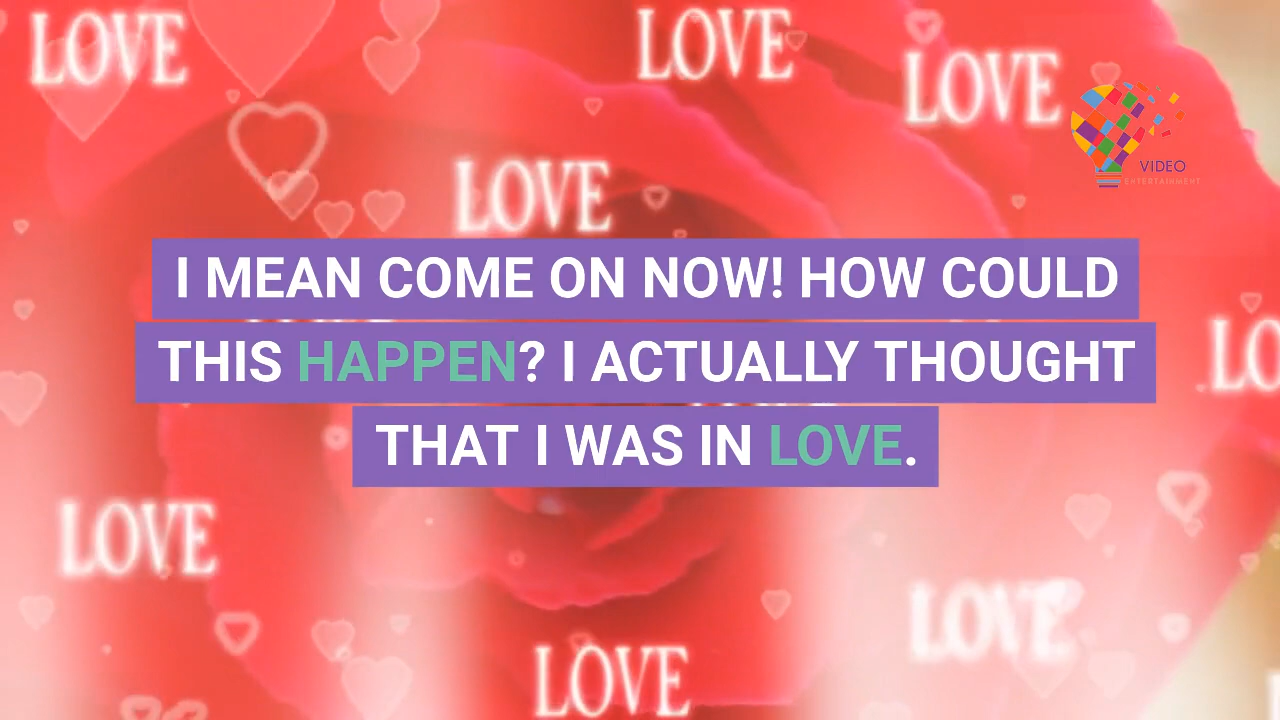 LOVE
LOVE
LOVE
VIDEO
ENTERTAINMENT
LOVE
I MEAN COME ON NOW! HOW COULD
THIS HAPPEN? I ACTUALLY THOUGHT
THAT I WAS IN LOVE.
LO
LOVE
LOVE
LOVE